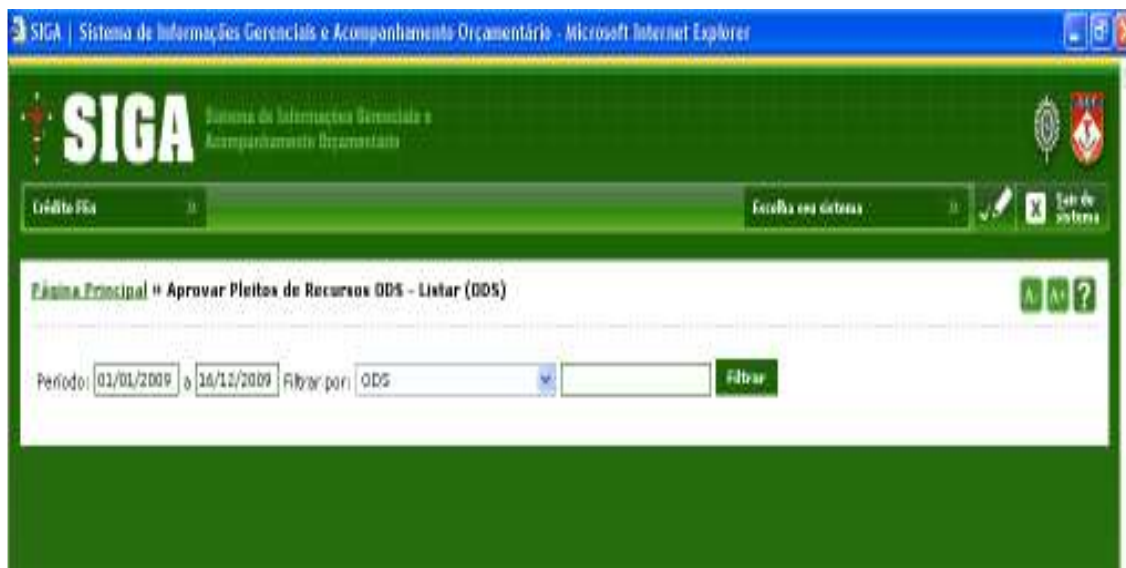 SIGA | Sistema de Informações Gerenciais e Acompanhamento Orçamentário - Microsoft Internet Explorer
SIGA
Sistema de Informações Gerenciais e
Acompanhamento Orçamentário
Crédito FEx »
Escolha seu sistema »
X Sair do
sistema
Página Principal » Aprovar Pleitos de Recursos ODS - Listar (ODS)
A- A+ ?
Período: 01/01/2009 a 16/12/2009 Filtrar por: ODS
Filtrar